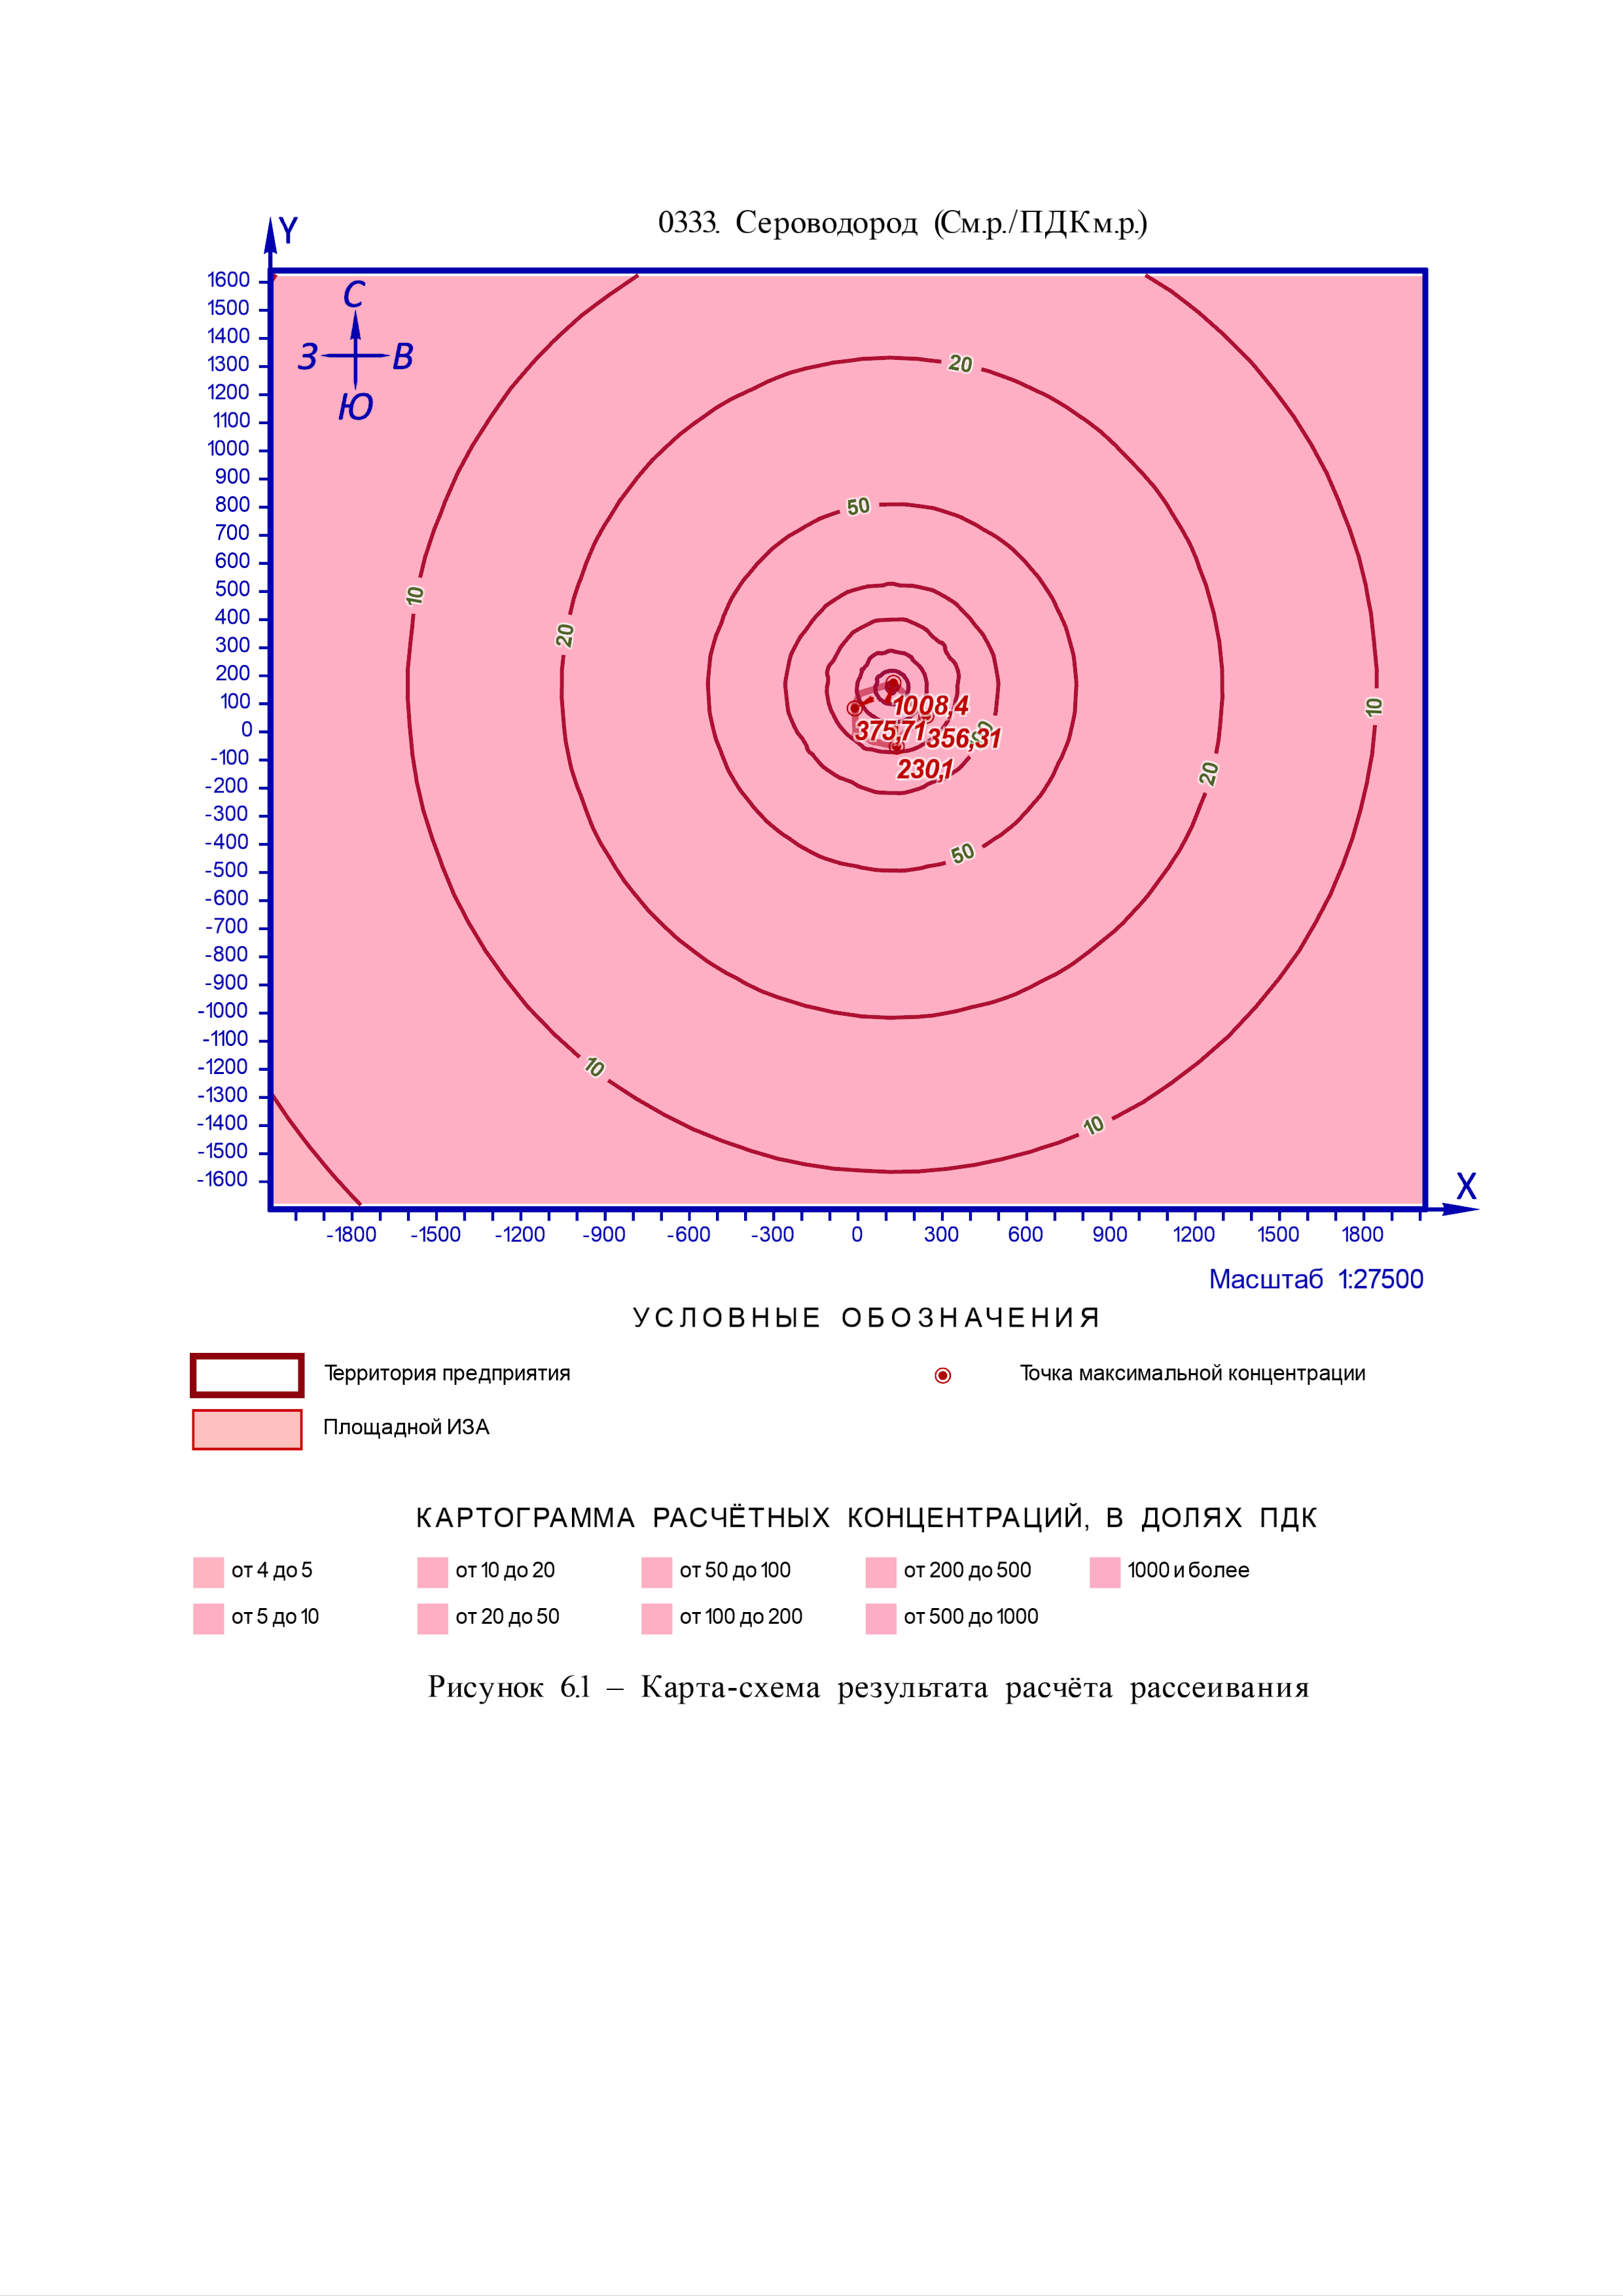 0333. Сероводород (См.р./ПДКм.р.)
Y
1600
1500
1400
1300
1200
1100
1000
900
800
700
600
500
400
300
200
100
0
-100
-200
-300
-400
-500
-600
-700
-800
-900
-1000
-1100
-1200
-1300
-1400
-1500
-1600
С
З В
Ю
20
50
10
20
10
1008,4
375,71
356,31
230,1
20
50
10
10
X
-1800 -1500 -1200 -900 -600 -300 0 300 600 900 1200 1500 1800
Масштаб 1:27500
УСЛОВНЫЕ ОБОЗНАЧЕНИЯ
Территория предприятия
Точка максимальной концентрации
Площадной ИЗА
КАРТОГРАММА РАСЧЁТНЫХ КОНЦЕНТРАЦИЙ, В ДОЛЯХ ПДК
от 4 до 5 от 10 до 20 от 50 до 100 от 200 до 500 1000 и более
от 5 до 10 от 20 до 50 от 100 до 200 от 500 до 1000
Рисунок 6.1 – Карта-схема результата расчёта рассеивания